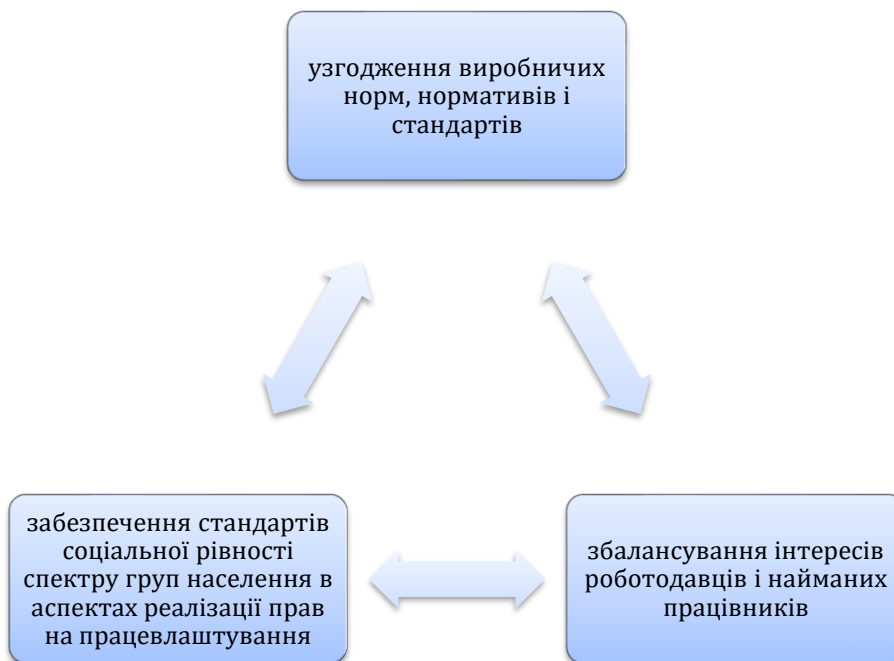 узгодження виробничих
норм, нормативів і
стандартів
забезпечення стандартів
соціальної рівності
спектру груп населення в
аспектах реалізації прав
на працевлаштування
збалансування інтересів
роботодавців і найманих
працівників